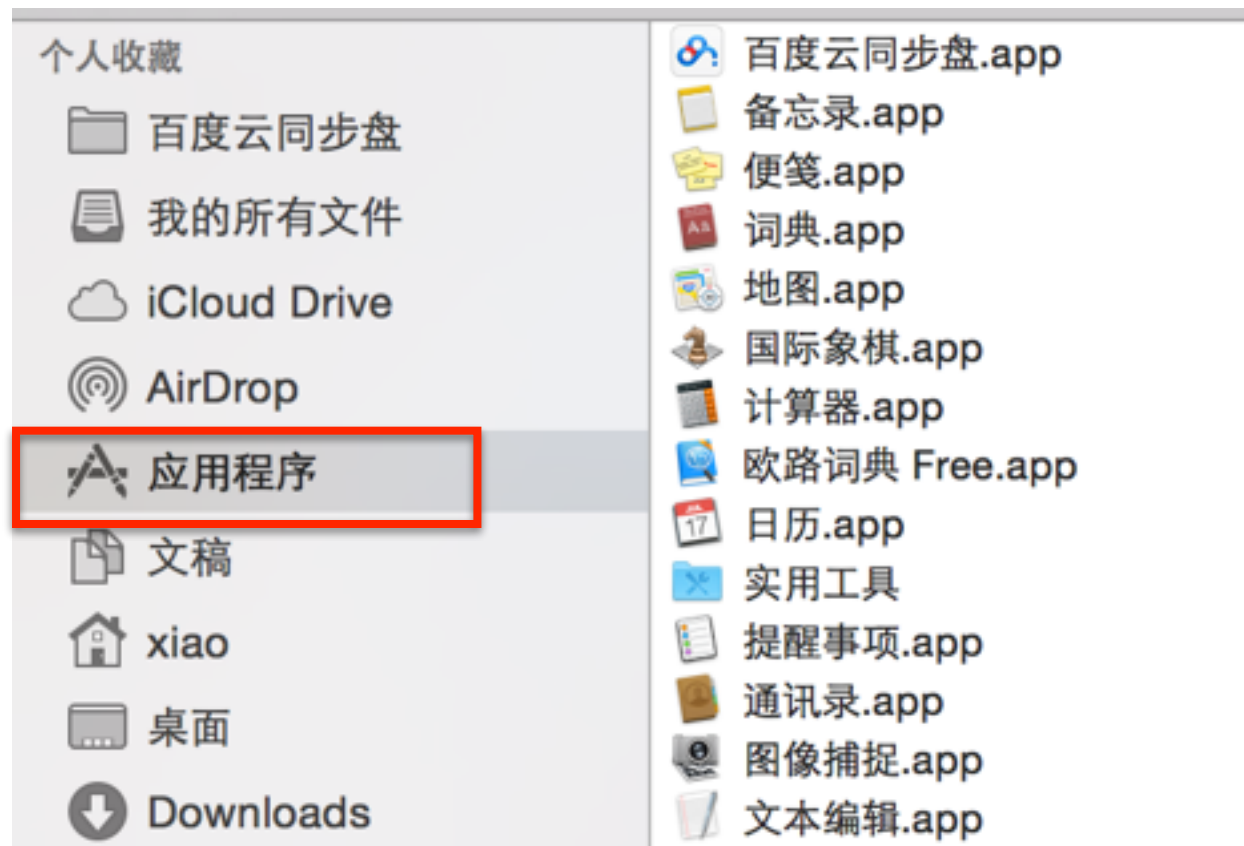 个人收藏
百度云同步盘
我的所有文件
iCloud Drive
AirDrop
应用程序
文稿
xiao
桌面
Downloads
百度云同步盘.app
备忘录.app
便笺.app
词典.app
地图.app
国际象棋.app
计算器.app
欧路词典 Free.app
日历.app
实用工具
提醒事项.app
通讯录.app
图像捕捉.app
文本编辑.app